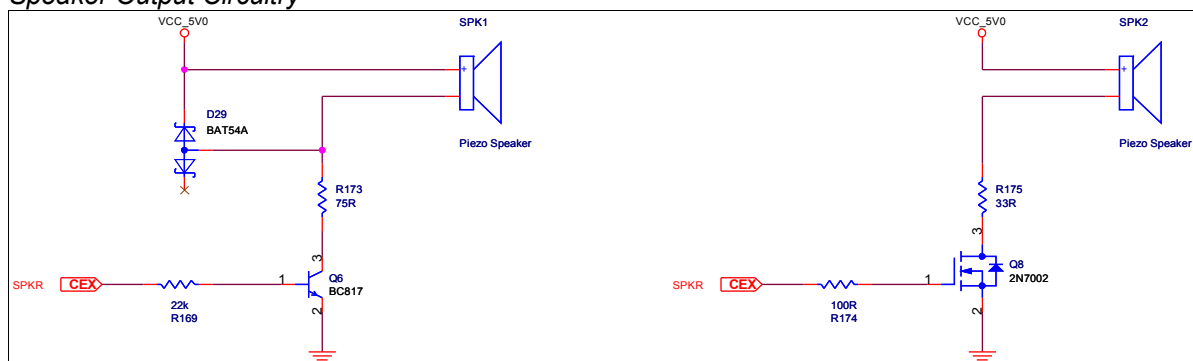 Speaker Output Circuitry
VCC_5V0
SPK1
+
D29
BAT54A
Piezo Speaker
R173
75R
3
SPKR
CEX
1
Q6
BC817
22k
R169
2
VCC_5V0
SPK2
+
Piezo Speaker
R175
33R
3
SPKR
CEX
1
Q8
2N7002
100R
R174
2